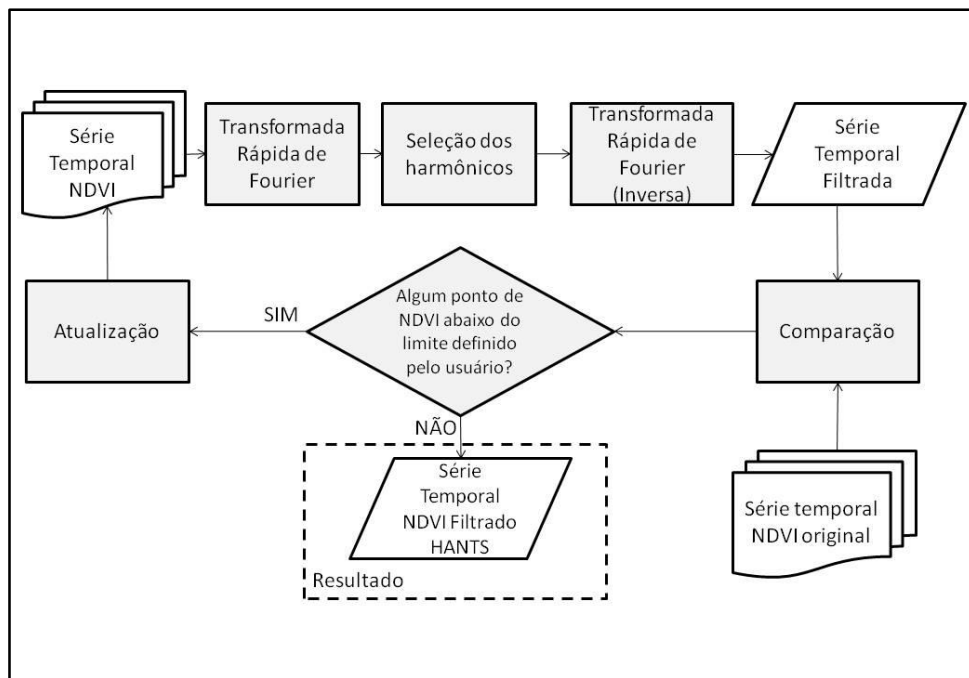 Série
Temporal
NDVI
Transformada
Rápida de
Fourier
Seleção dos
harmônicos
Transformada
Rápida de
Fourier
(Inversa)
Série
Temporal
Filtrada
Atualização
SIM
Algum ponto de
NDVI abaixo do
limite definido
pelo usuário?
Comparação
NÃO
Série
Temporal
NDVI Filtrado
HANTS
Resultado
Série temporal
NDVI original